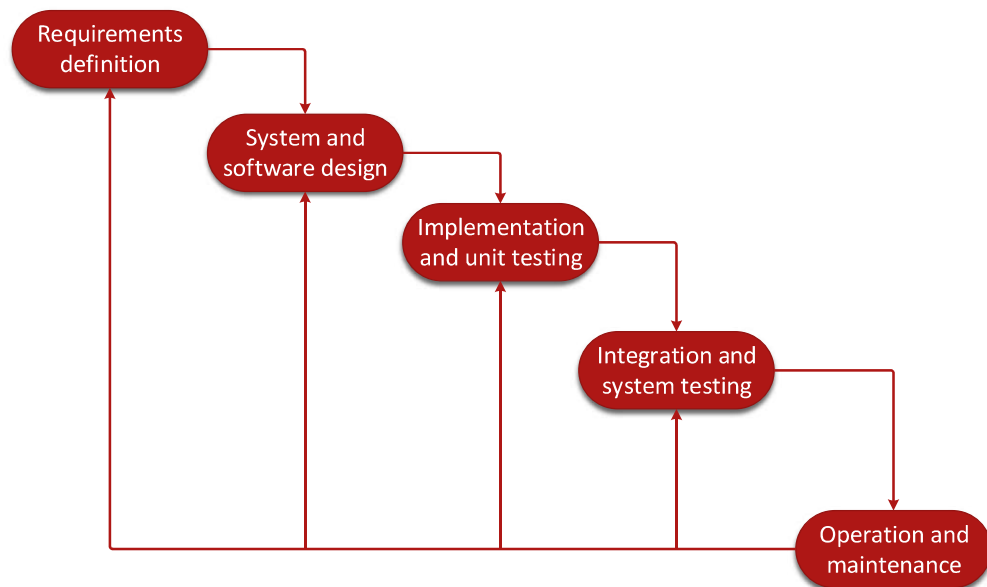 Requirements
definition
System and
software design
Implementation
and unit testing
Integration and
system testing
Operation and
maintenance